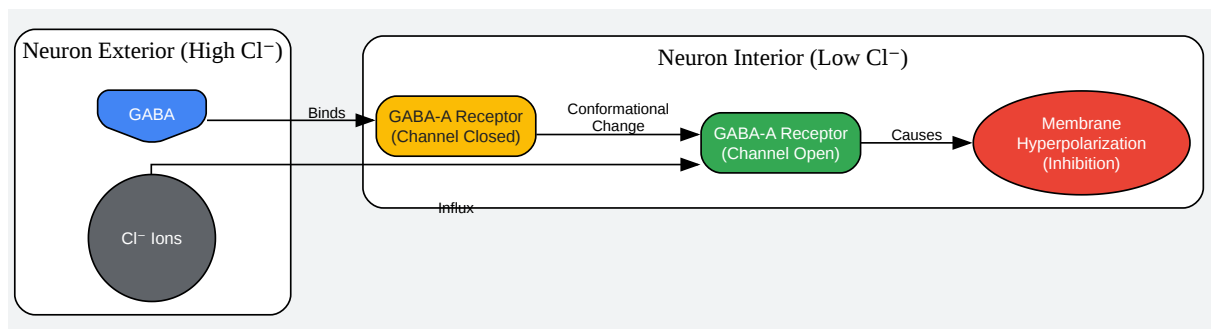 Neuron Exterior (High Cl⁻)
GABA
Cl⁻ Ions
Binds
Neuron Interior (Low Cl⁻)
GABA-A Receptor
(Channel Closed)
Conformational
Change
GABA-A Receptor
(Channel Open)
Causes
Membrane
Hyperpolarization
(Inhibition)
Influx